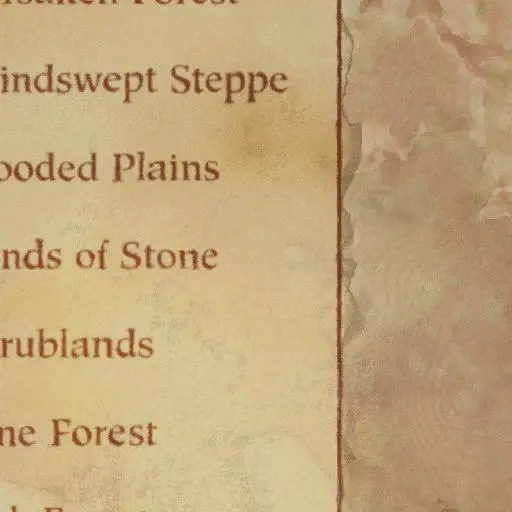 indswept Steppe
ooded Plains
nds of Stone
rublands
ne Forest